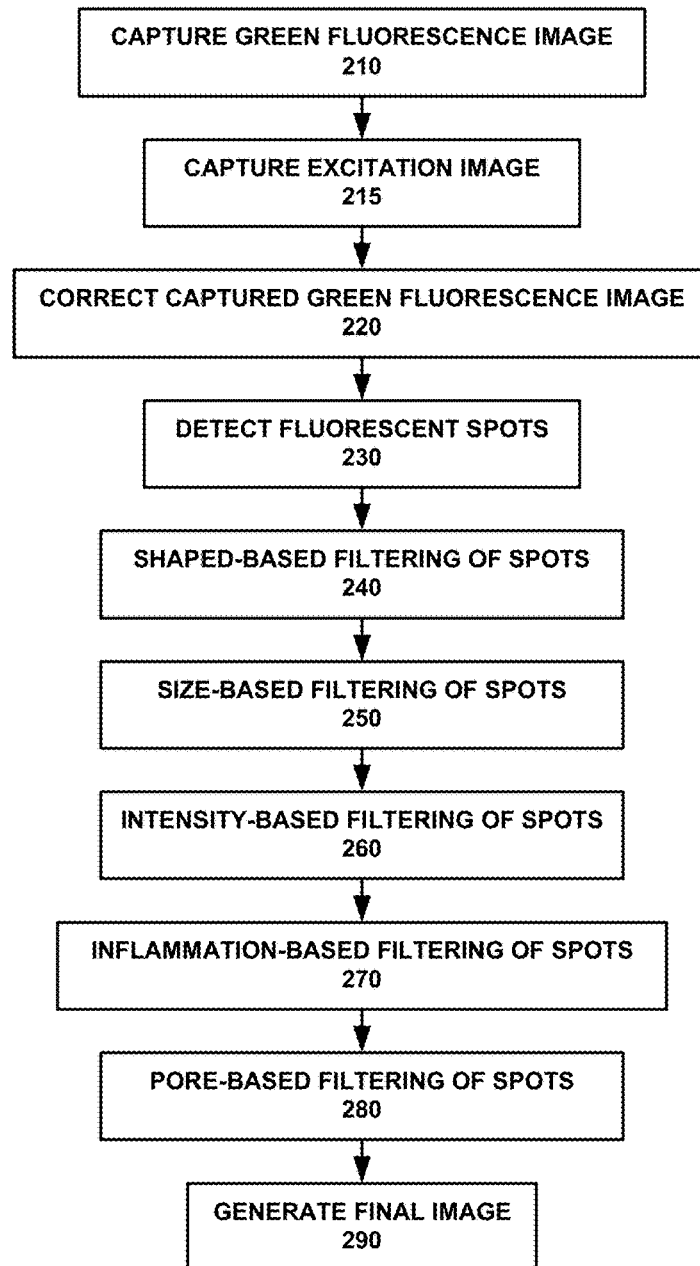 CAPTURE GREEN FLUORESCENCE IMAGE
210
CAPTURE EXCITATION IMAGE
215
CORRECT CAPTURED GREEN FLUORESCENCE IMAGE
220
DETECT FLUORESCENT SPOTS
230
SHAPED-BASED FILTERING OF SPOTS
240
SIZE-BASED FILTERING OF SPOTS
250
INTENSITY-BASED FILTERING OF SPOTS
260
INFLAMMATION-BASED FILTERING OF SPOTS
270
PORE-BASED FILTERING OF SPOTS
280
GENERATE FINAL IMAGE
290